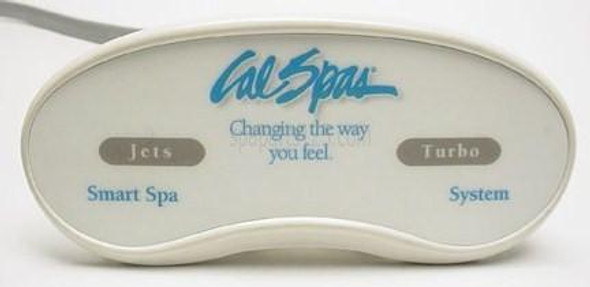 Cal Spas
Changing the way
you feel.
Jets
Turbo
Smart Spa
System